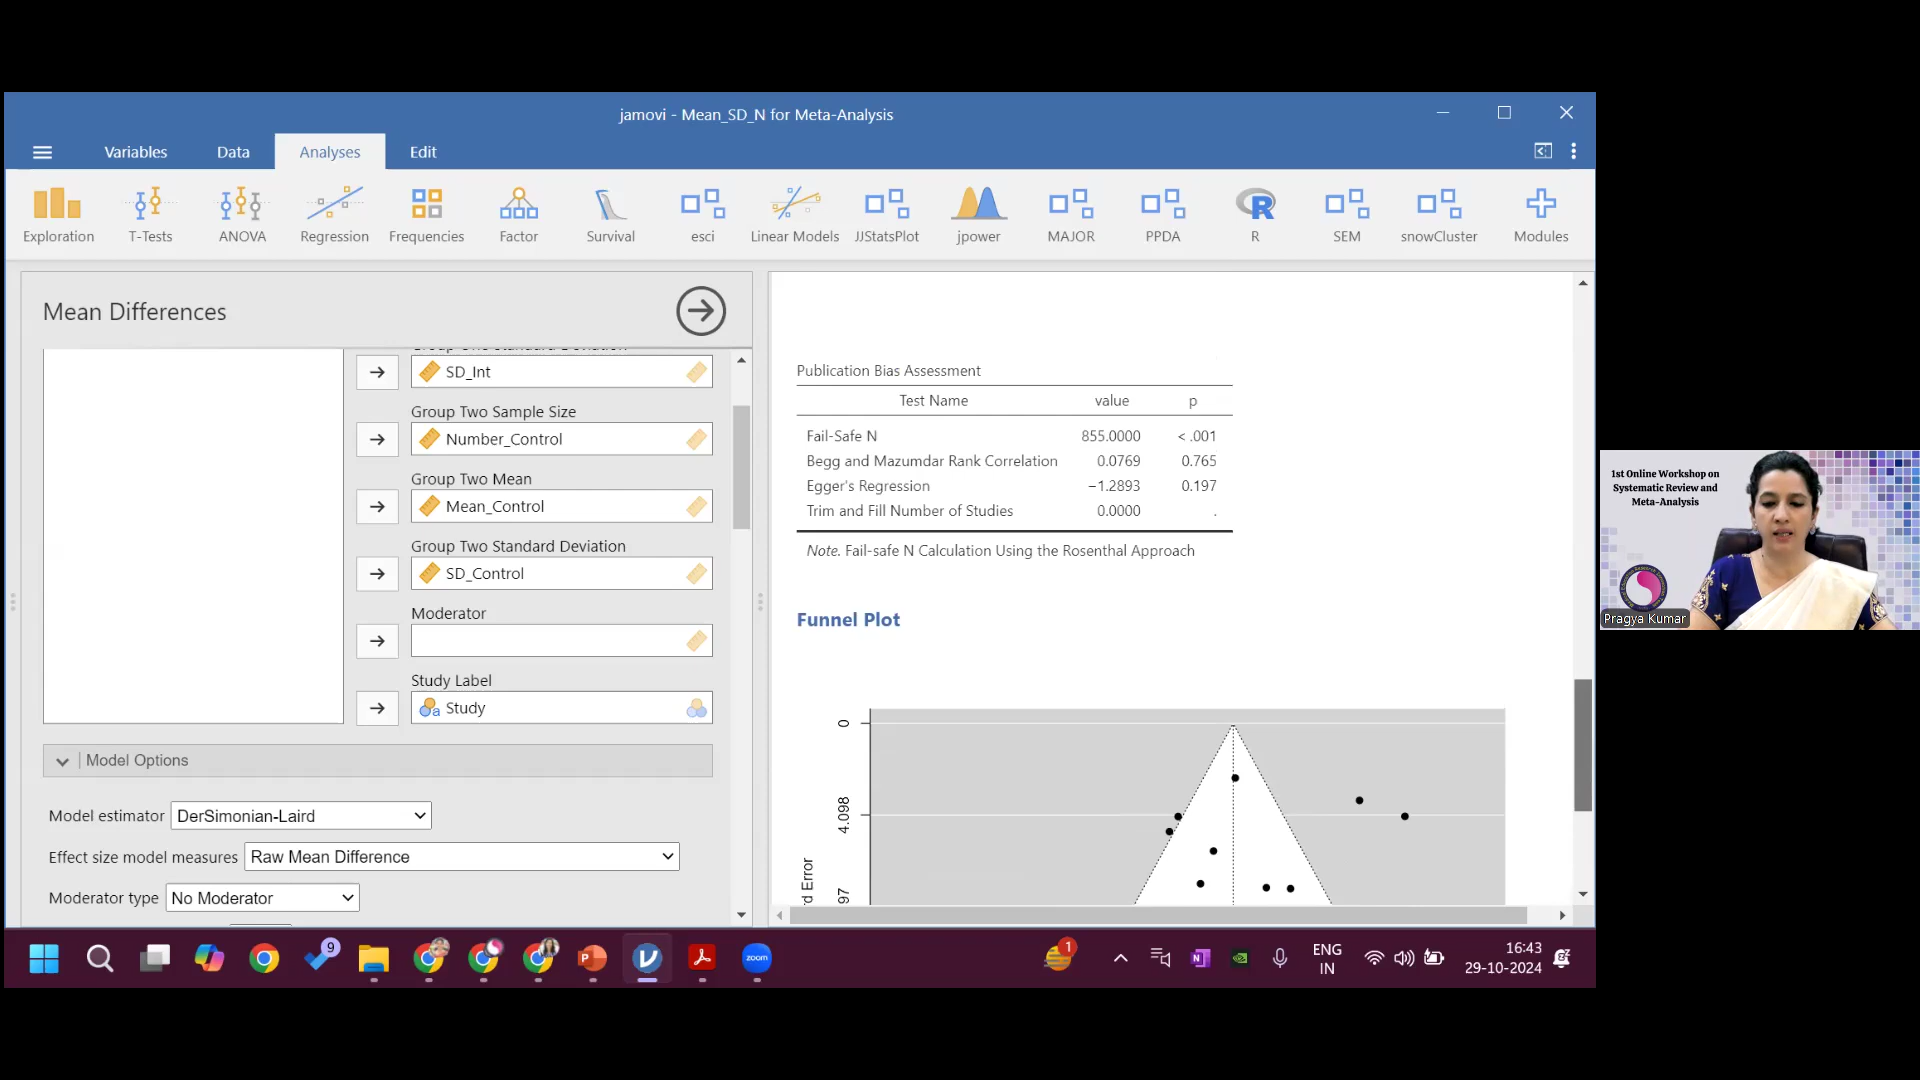 jamovi - Mean_SD_N for Meta-Analysis
Variables Data Analyses Edit
Exploration T-Tests ANOVA Regression Frequencies Factor Survival esci Linear Models JJStatsPlot jpower MAJOR PPDA R SEM snowCluster Modules
Mean Differences
SD_Int
Group Two Sample Size
Number_Control
Group Two Mean
Mean_Control
Group Two Standard Deviation
SD_Control
Moderator
Study Label
Study
Model Options
Model estimator DerSimonian-Laird
Effect size model measures Raw Mean Difference
Moderator type No Moderator
Publication Bias Assessment
Test Name value p
Fail-Safe N 855.0000 < .001
Begg and Mazumdar Rank Correlation 0.0769 0.765
Egger's Regression −1.2893 0.197
Trim and Fill Number of Studies 0.0000 .
Note. Fail-safe N Calculation Using the Rosenthal Approach
Funnel Plot
0
4.098
97
d Error
1st Online Workshop on
Systematic Review and
Meta-Analysis
Pragya Kumar
9
zoom
1
ENG
IN
16:43
29-10-2024